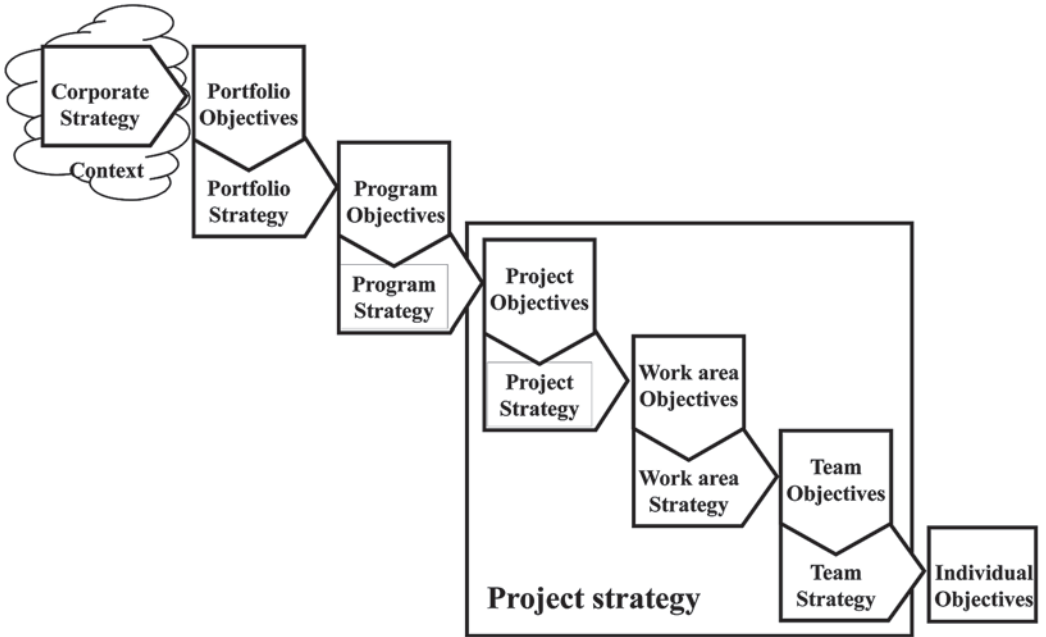 Corporate
Strategy
Context
Portfolio
Objectives
Portfolio
Strategy
Program
Objectives
Program
Strategy
Project
Objectives
Project
Strategy
Work area
Objectives
Work area
Strategy
Team
Objectives
Team
Strategy
Individual
Objectives
Project strategy